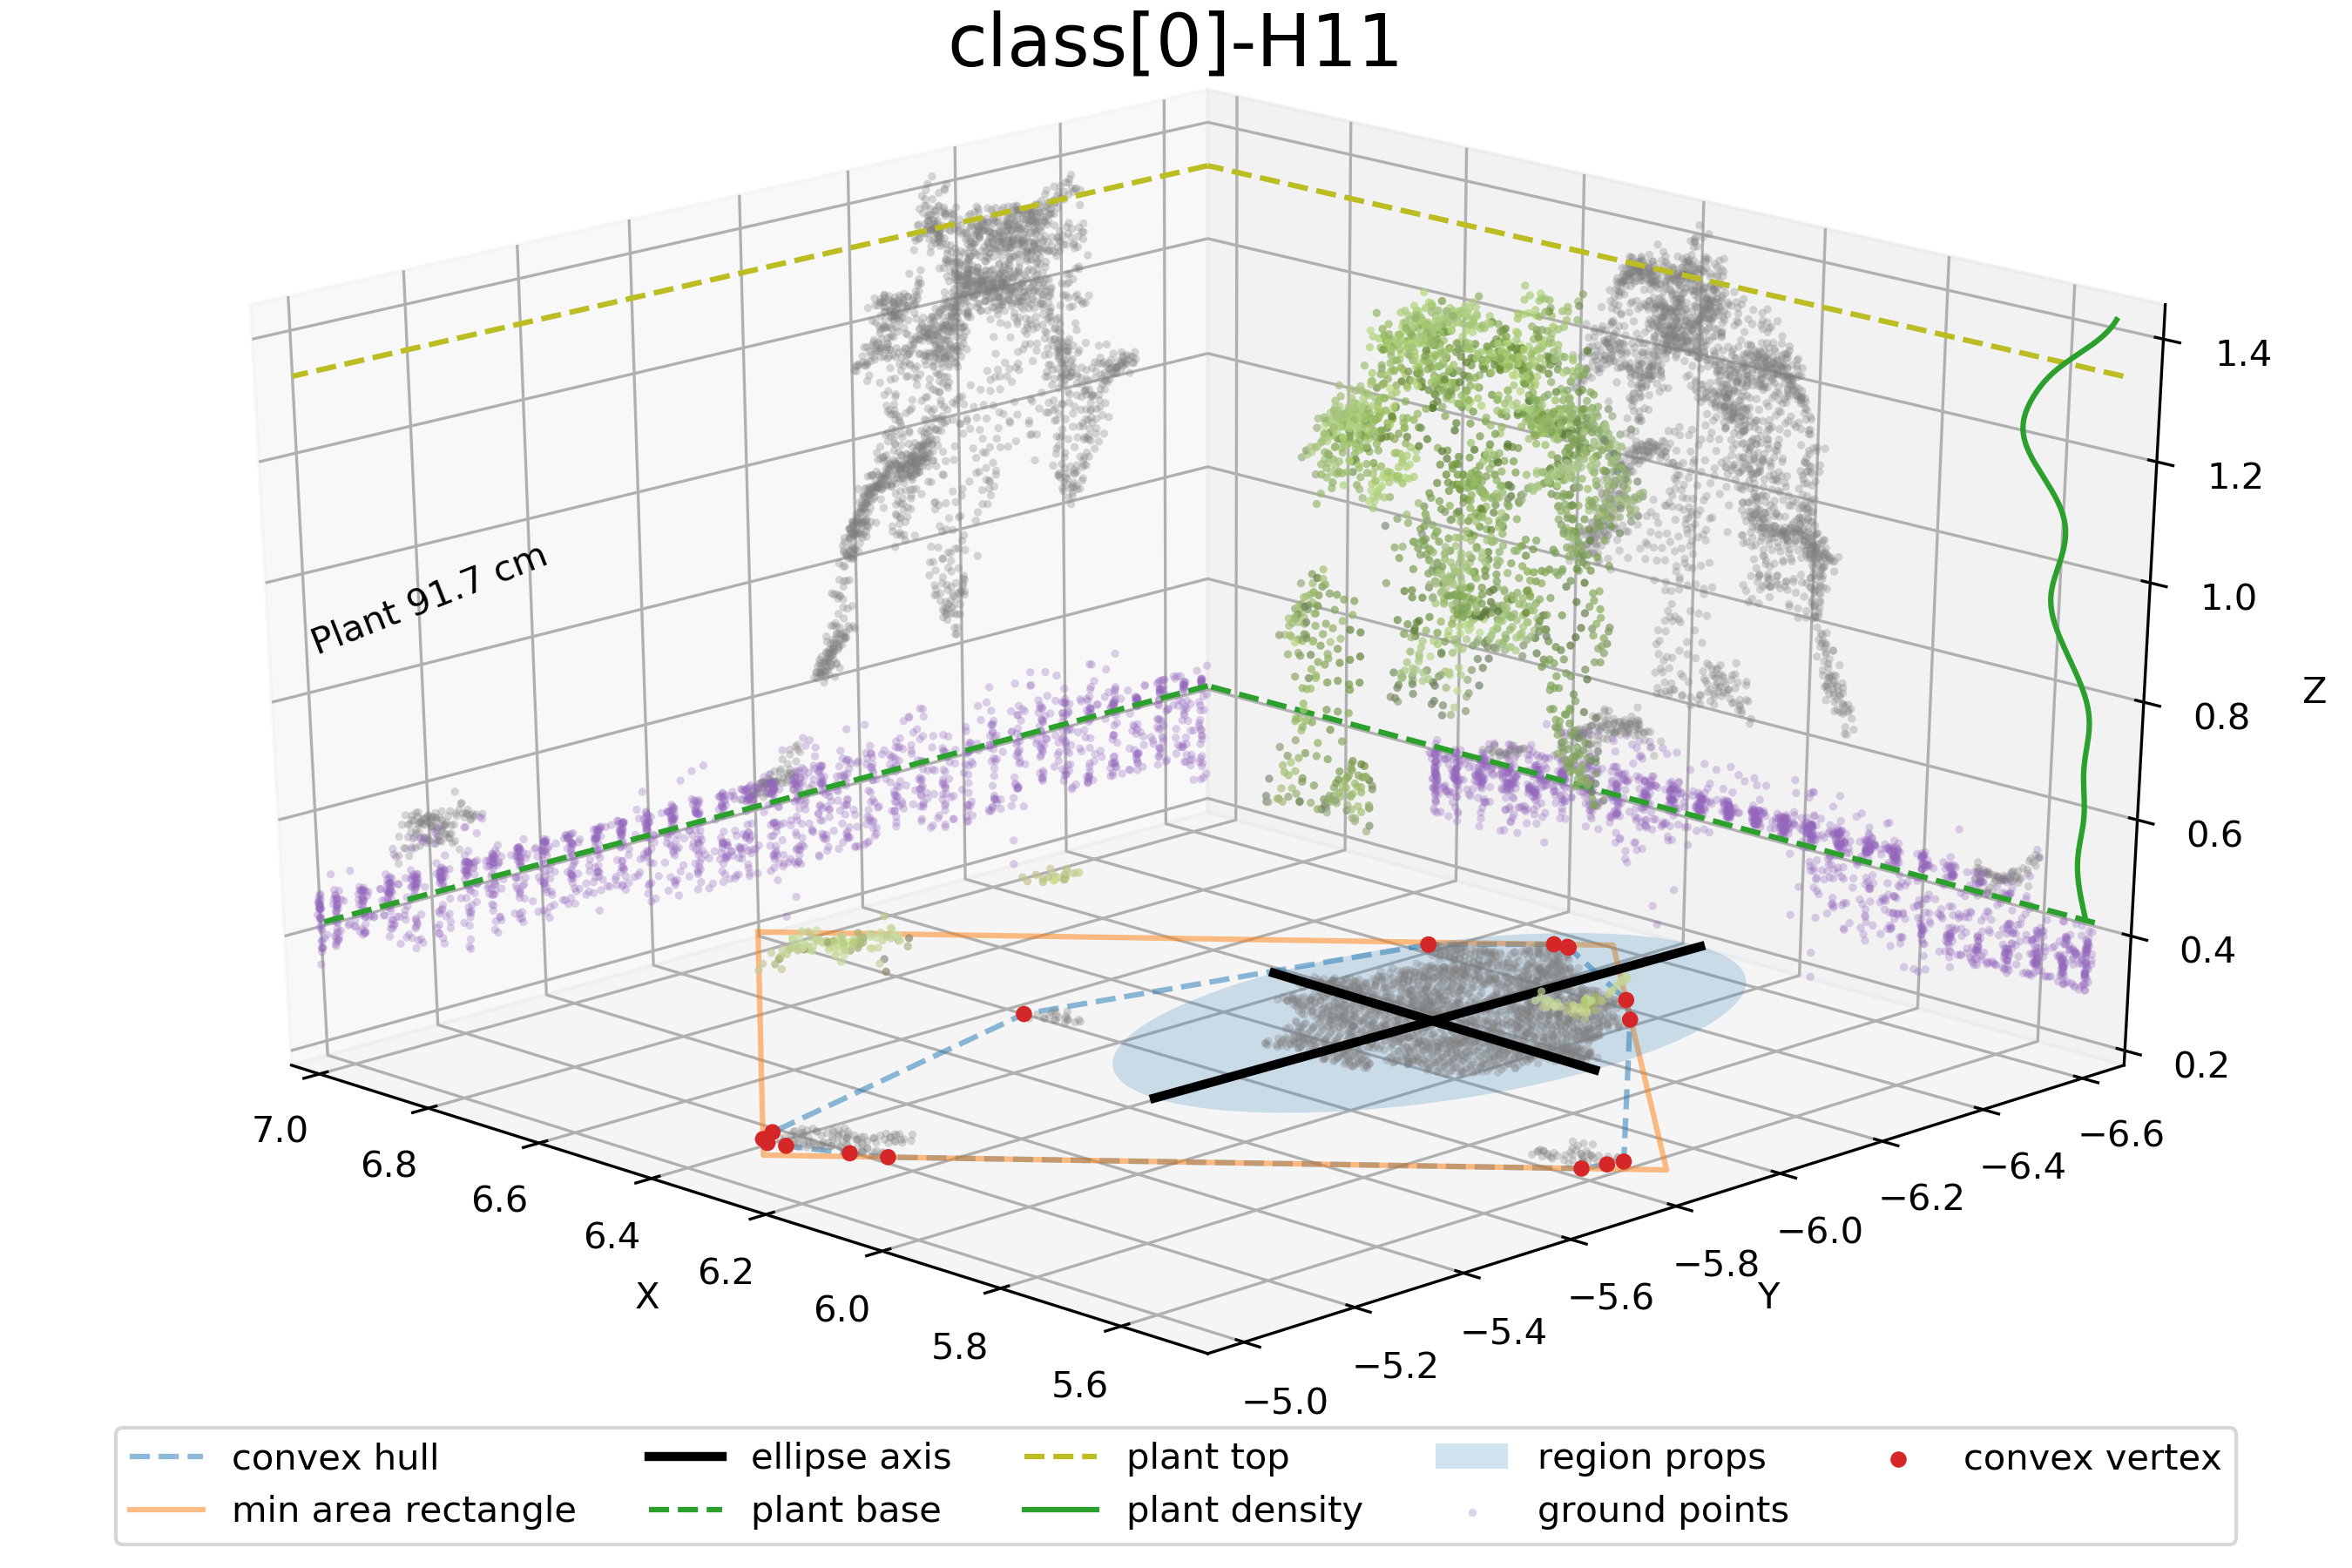 class[0]-H11
Plant 91.7 cm
1.4
1.2
1.0
0.8
0.6
0.4
0.2
Z
7.0
6.8
6.6
6.4
6.2
6.0
5.8
5.6
X
−6.6
−6.4
−6.2
−6.0
−5.8
−5.6
−5.4
−5.2
−5.0
Y
convex hull
min area rectangle
ellipse axis
plant base
plant top
plant density
region props
ground points
convex vertex